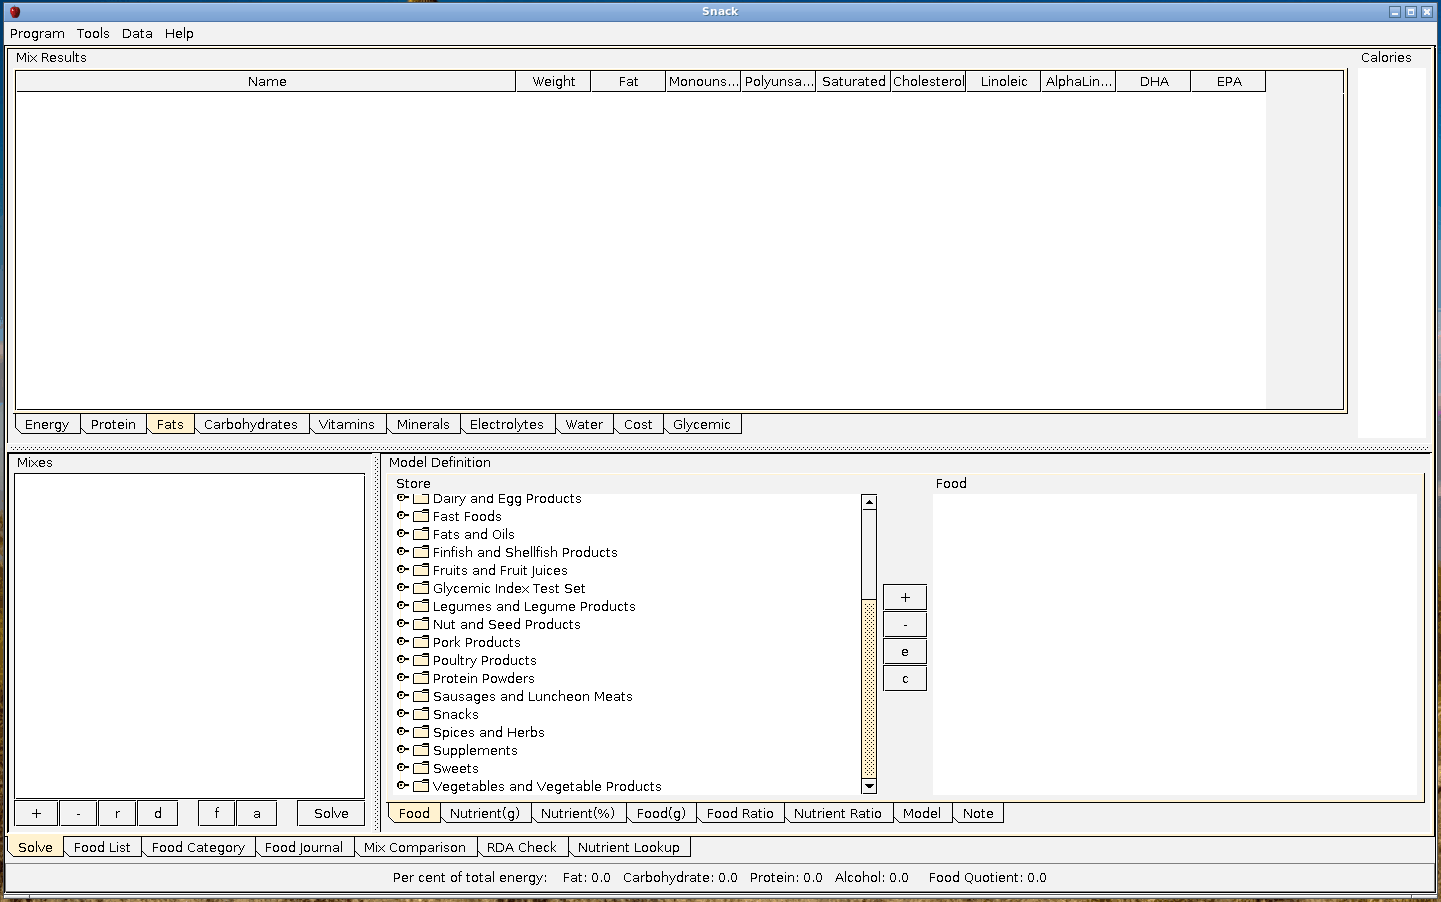 Snack
Program Tools Data Help
Mix Results
Calories
Name Weight Fat Monouns... Polyunsa... Saturated Cholesterol Linoleic AlphaLin... DHA EPA
Energy Protein Fats Carbohydrates Vitamins Minerals Electrolytes Water Cost Glycemic
Mixes
+ - r d f a Solve
Model Definition
Store
Dairy and Egg Products
Fast Foods
Fats and Oils
Finfish and Shellfish Products
Fruits and Fruit Juices
Glycemic Index Test Set
Legumes and Legume Products
Nut and Seed Products
Pork Products
Poultry Products
Protein Powders
Sausages and Luncheon Meats
Snacks
Spices and Herbs
Supplements
Sweets
Vegetables and Vegetable Products
+
-
e
c
Food
Food Nutrient(g) Nutrient(%) Food(g) Food Ratio Nutrient Ratio Model Note
Solve Food List Food Category Food Journal Mix Comparison RDA Check Nutrient Lookup
Per cent of total energy: Fat: 0.0 Carbohydrate: 0.0 Protein: 0.0 Alcohol: 0.0 Food Quotient: 0.0